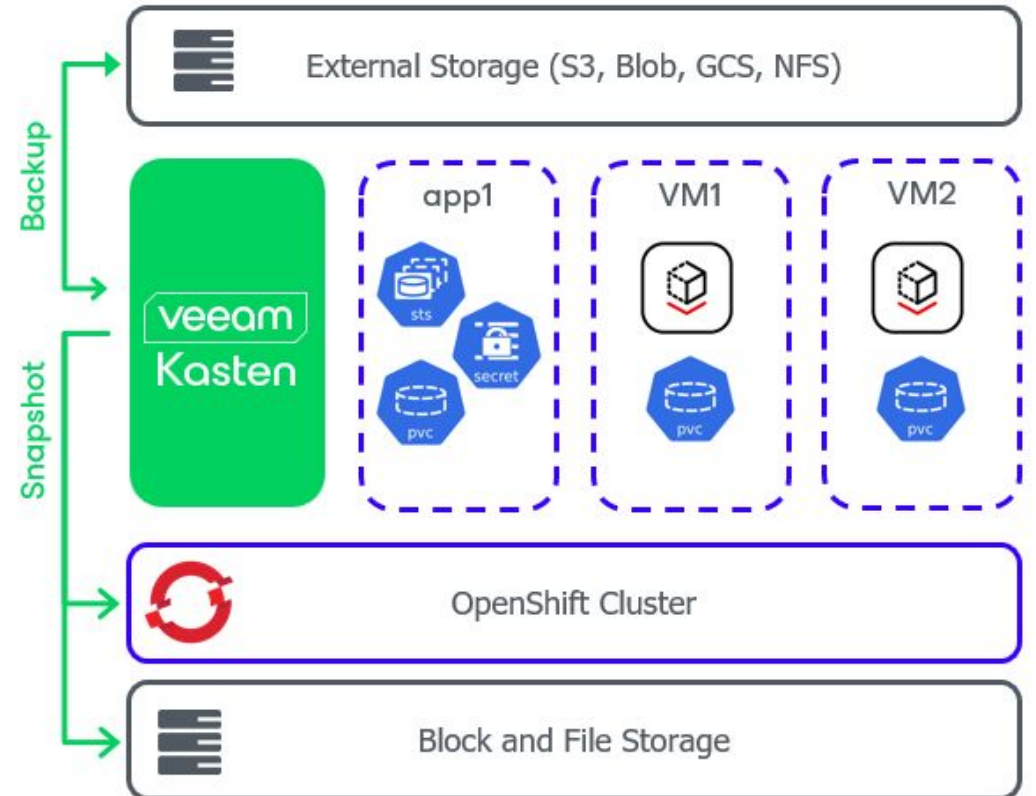 External Storage (S3, Blob, GCS, NFS)
Backup
Snapshot
veeam
Kasten
app1
sts
secret
pvc
VM1
pvc
VM2
pvc
OpenShift Cluster
Block and File Storage